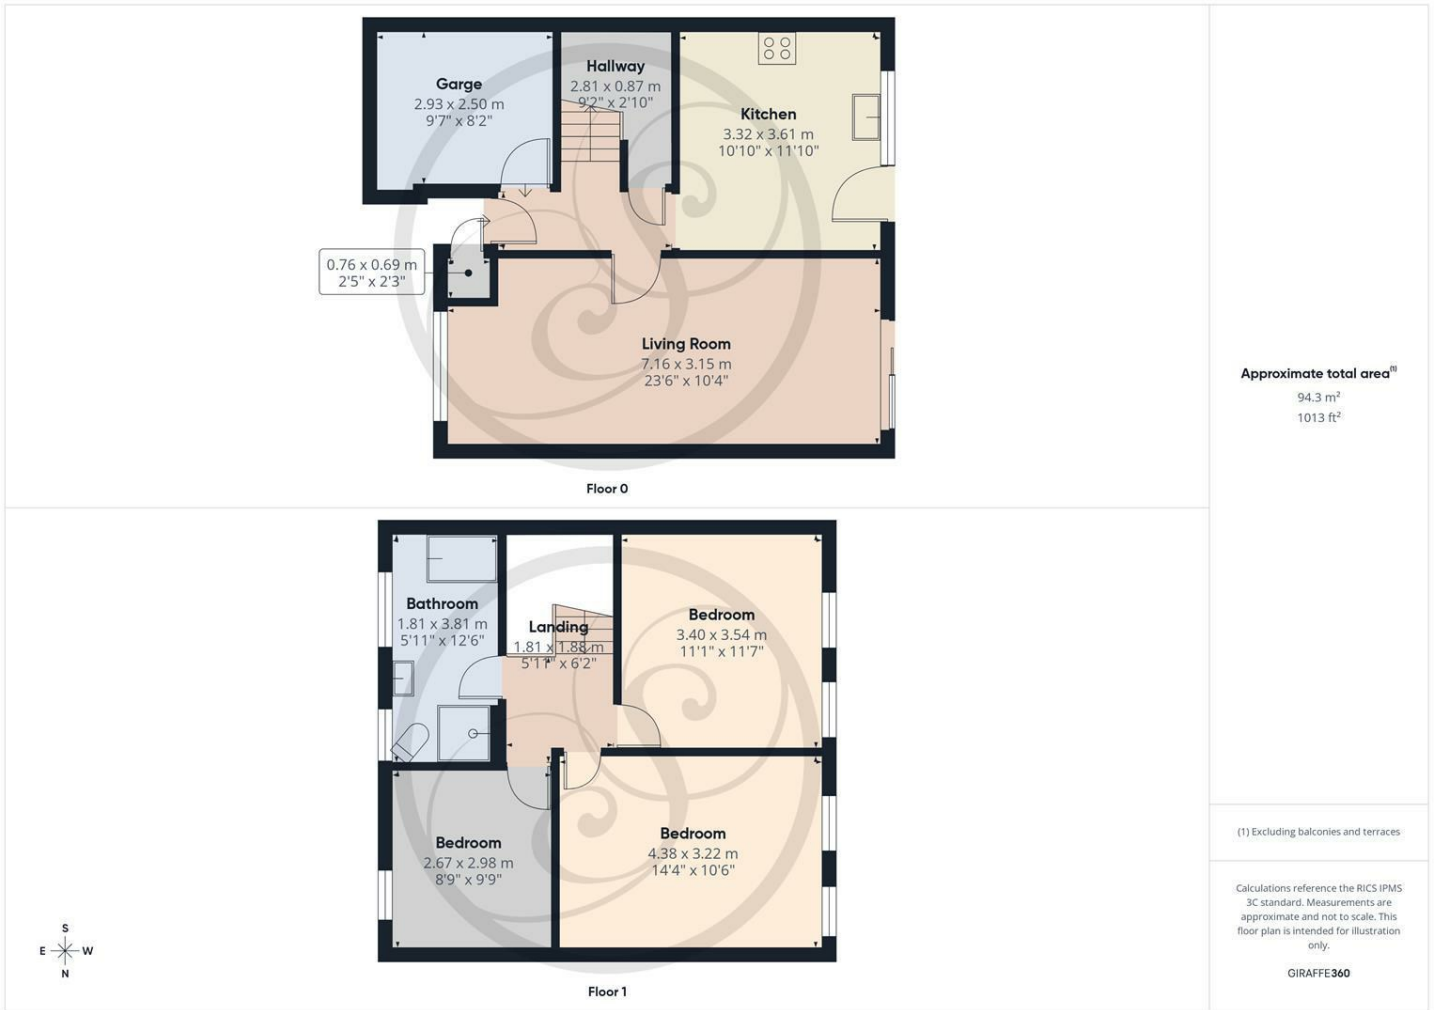 Garge
2.93 x 2.50 m
9'7" x 8'2"
Hallway
2.81 x 0.87 m
9'2" x 2'10"
Kitchen
3.32 x 3.61 m
10'10" x 11'10"
0.76 x 0.69 m
2'5" x 2'3"
Living Room
7.16 x 3.15 m
23'6" x 10'4"
Floor 0
Bathroom
1.81 x 3.81 m
5'11" x 12'6"
Landing
1.81 x 1.88 m
5'11" x 6'2"
Bedroom
3.40 x 3.54 m
11'1" x 11'7"
Bedroom
2.67 x 2.98 m
8'9" x 9'9"
Bedroom
4.38 x 3.22 m
14'4" x 10'6"
Floor 1
S
E W
N
Approximate total area(1)
94.3 m²
1013 ft²
(1) Excluding balconies and terraces
Calculations reference the RICS IPMS
3C standard. Measurements are
approximate and not to scale. This
floor plan is intended for illustration
only.
GIRAFFE360